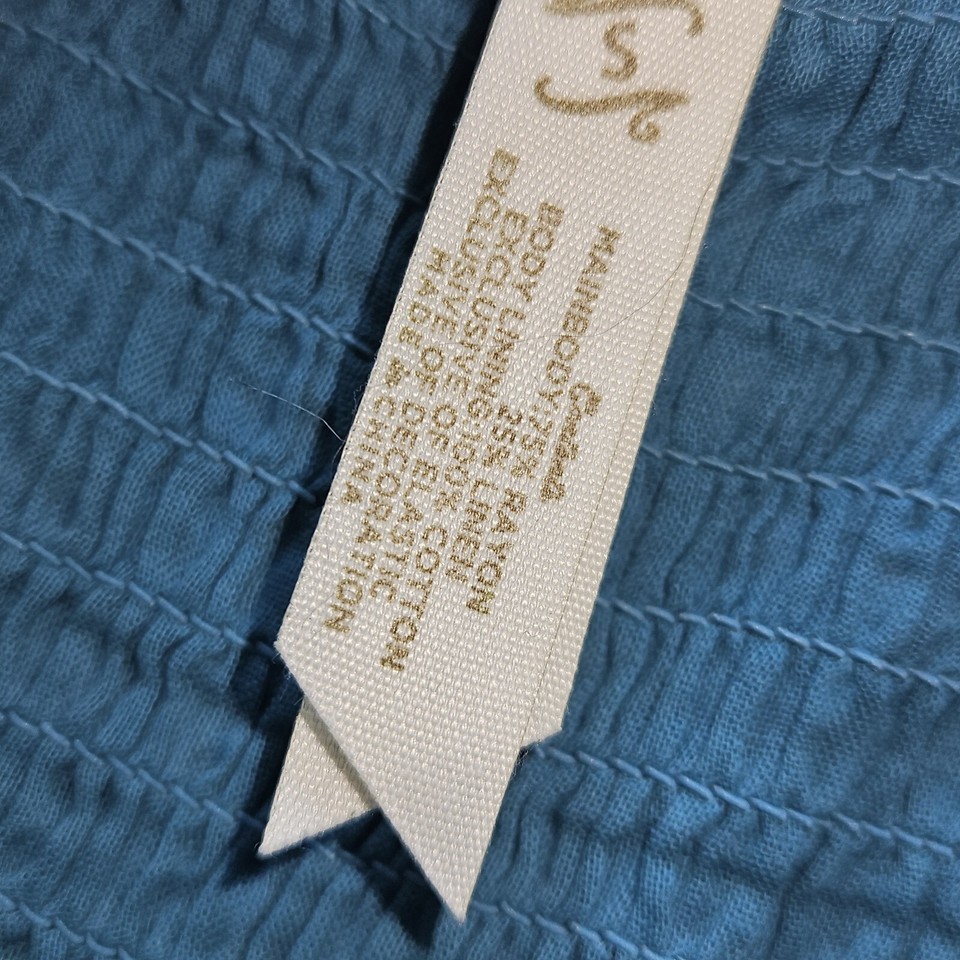 S
MAINBODY:75% RAYON
25% LINEN
BODY LINING:100% COTTON
EXCLUSIVE OF ELASTIC
EXCLUSIVE OF DECORATION
MADE IN CHINA